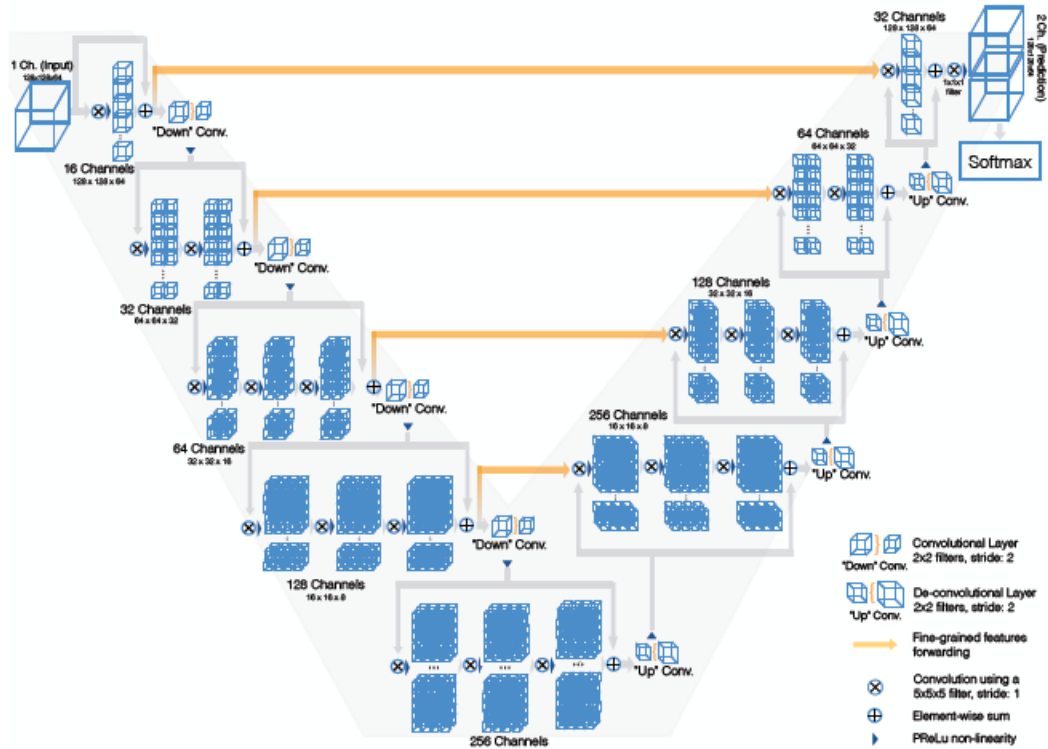 1 Ch. (Input)
128x128x64
"Down" Conv.
16 Channels
128 x 128 x 64
"Down" Conv.
32 Channels
64 x 64 x 32
"Down" Conv.
64 Channels
32 x 32 x 16
"Down" Conv.
128 Channels
16 x 16 x 8
256 Channels
"Up" Conv.
256 Channels
16 x 16 x 8
"Up" Conv.
128 Channels
32 x 32 x 16
"Up" Conv.
64 Channels
64 x 64 x 32
"Up" Conv.
32 Channels
128 x 128 x 64
1x1x1
filter
2 Ch. (Prediction)
128x128x64
Softmax
"Down" Conv.
Convolutional Layer
2x2 filters, stride: 2
"Up" Conv.
De-convolutional Layer
2x2 filters, stride: 2
Fine-grained features
forwarding
Convolution using a
5x5x5 filter, stride: 1
Element-wise sum
PReLu non-linearity